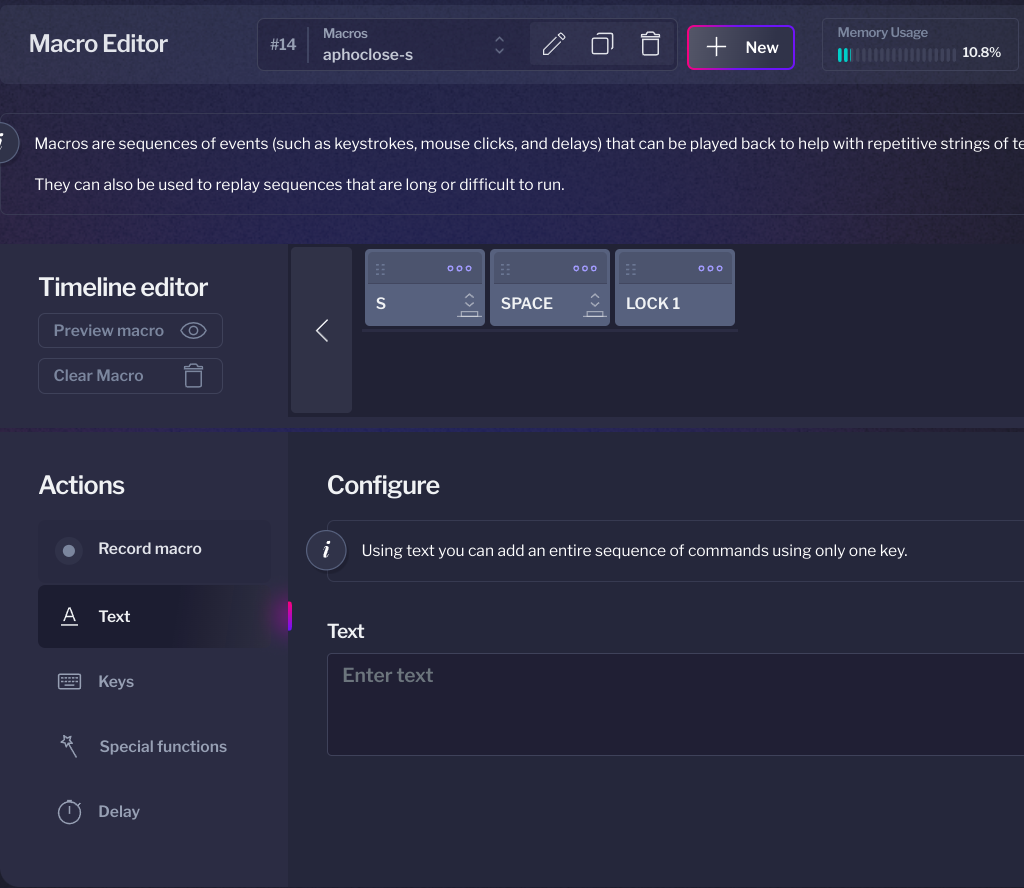 Macro Editor
#14
Macros
aphoclose-s
New
Memory Usage
10.8%
i
Macros are sequences of events (such as keystrokes, mouse clicks, and delays) that can be played back to help with repetitive strings of
They can also be used to replay sequences that are long or difficult to run.
Timeline editor
Preview macro
Clear Macro
S
SPACE
LOCK 1
Actions
Record macro
A Text
Keys
Special functions
Delay
Configure
i Using text you can add an entire sequence of commands using only one key.
Text
Enter text